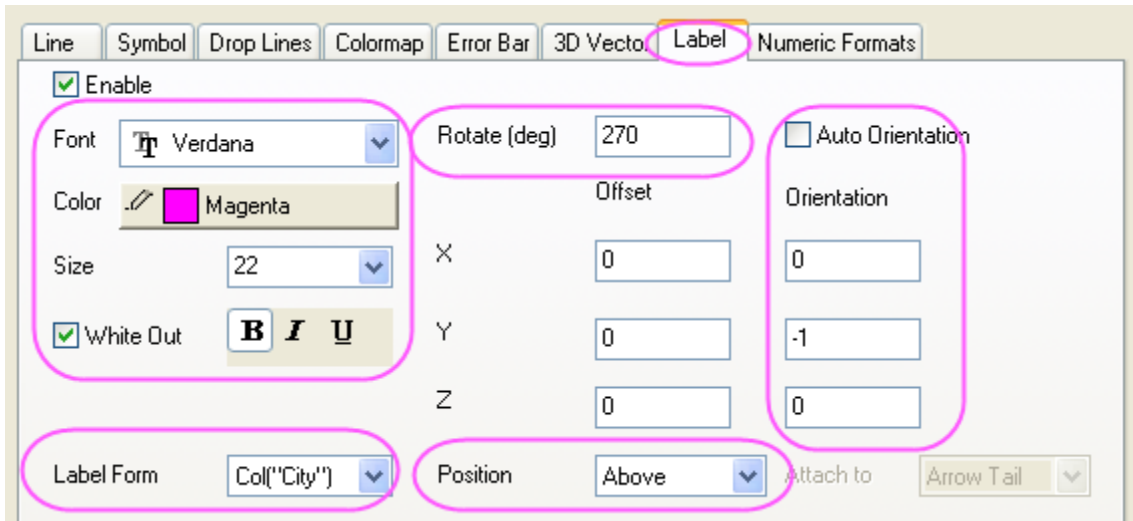 Line Symbol Drop Lines Colormap Error Bar 3D Vector Label Numeric Formats
Enable
Font Verdana Rotate (deg) 270 Auto Orientation
Color Magenta Offset Orientation
Size 22 X 0 0
White Out B I U Y 0 -1
Z 0 0
Label Form Col("City") Position Above Attach to Arrow Tail